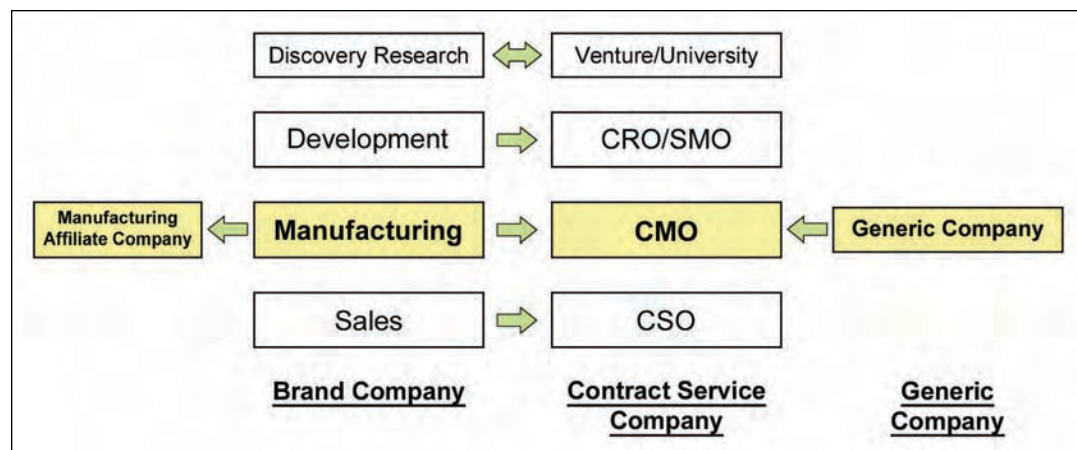 Discovery Research
Venture/University
Development
CRO/SMO
Manufacturing
Affiliate Company
Manufacturing
CMO
Generic Company
Sales
CSO
Brand Company
Contract Service
Company
Generic
Company